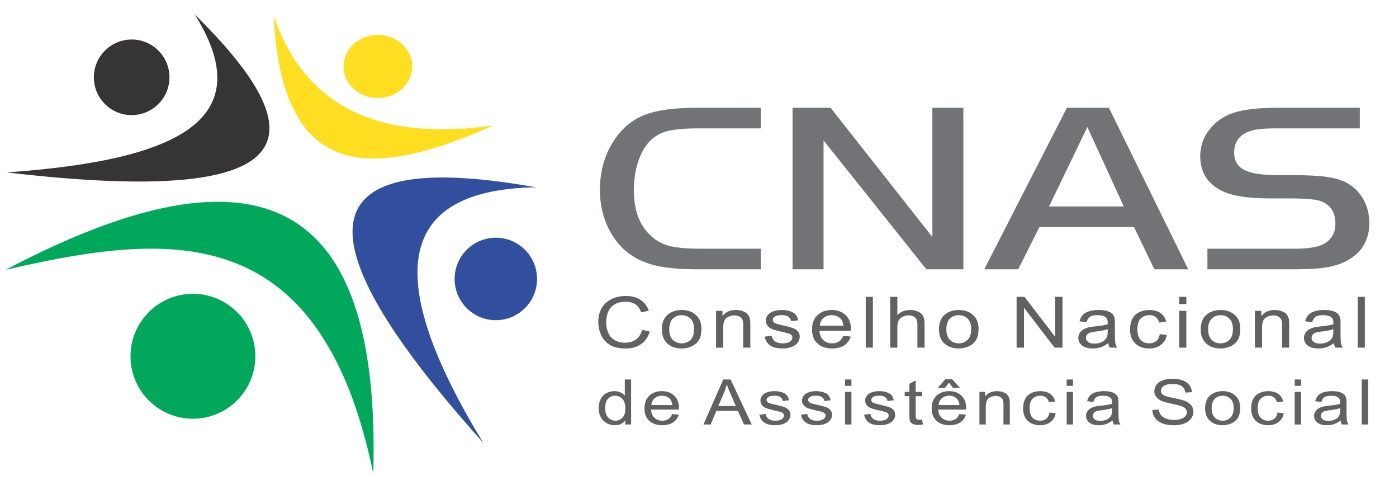 CNAS
Conselho Nacional
de Assistência Social